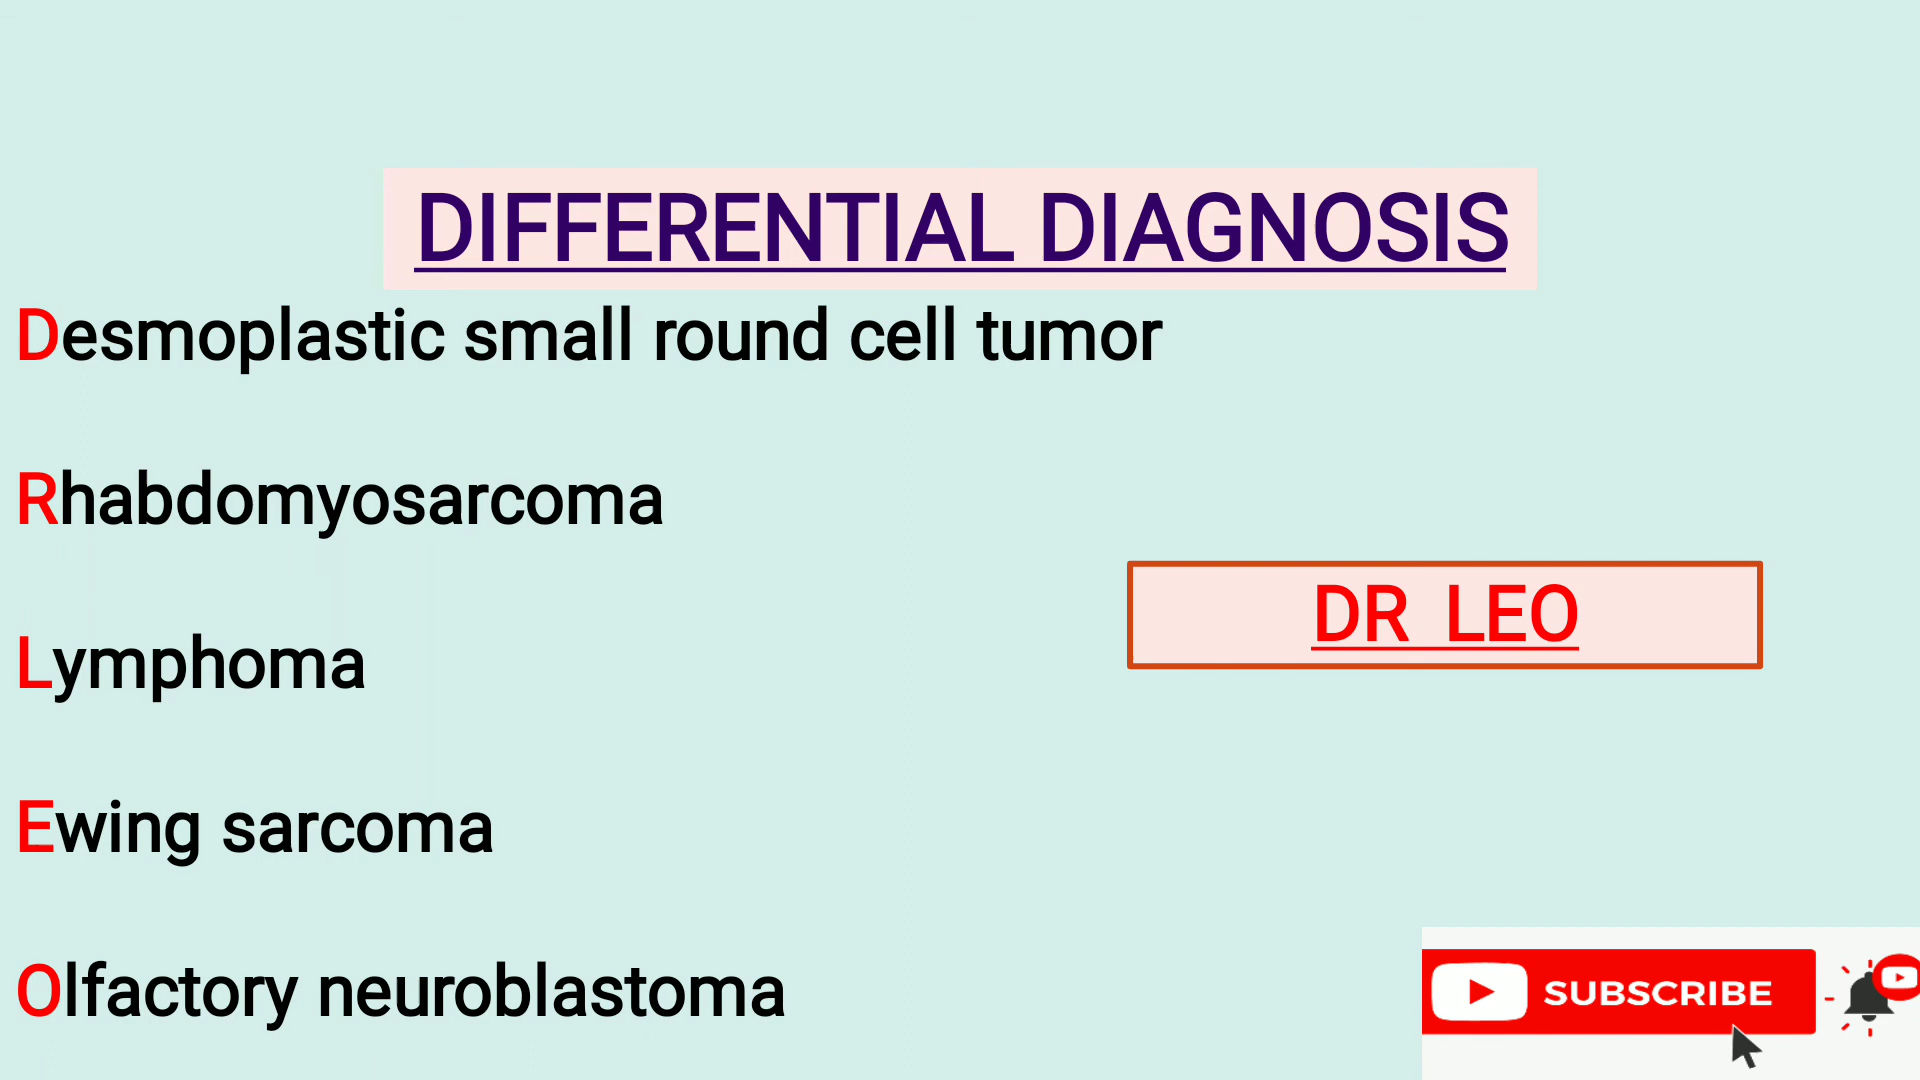 DIFFERENTIAL DIAGNOSIS
Desmoplastic small round cell tumor
Rhabdomyosarcoma
DR LEO
Lymphoma
Ewing sarcoma
Olfactory neuroblastoma
SUBSCRIBE